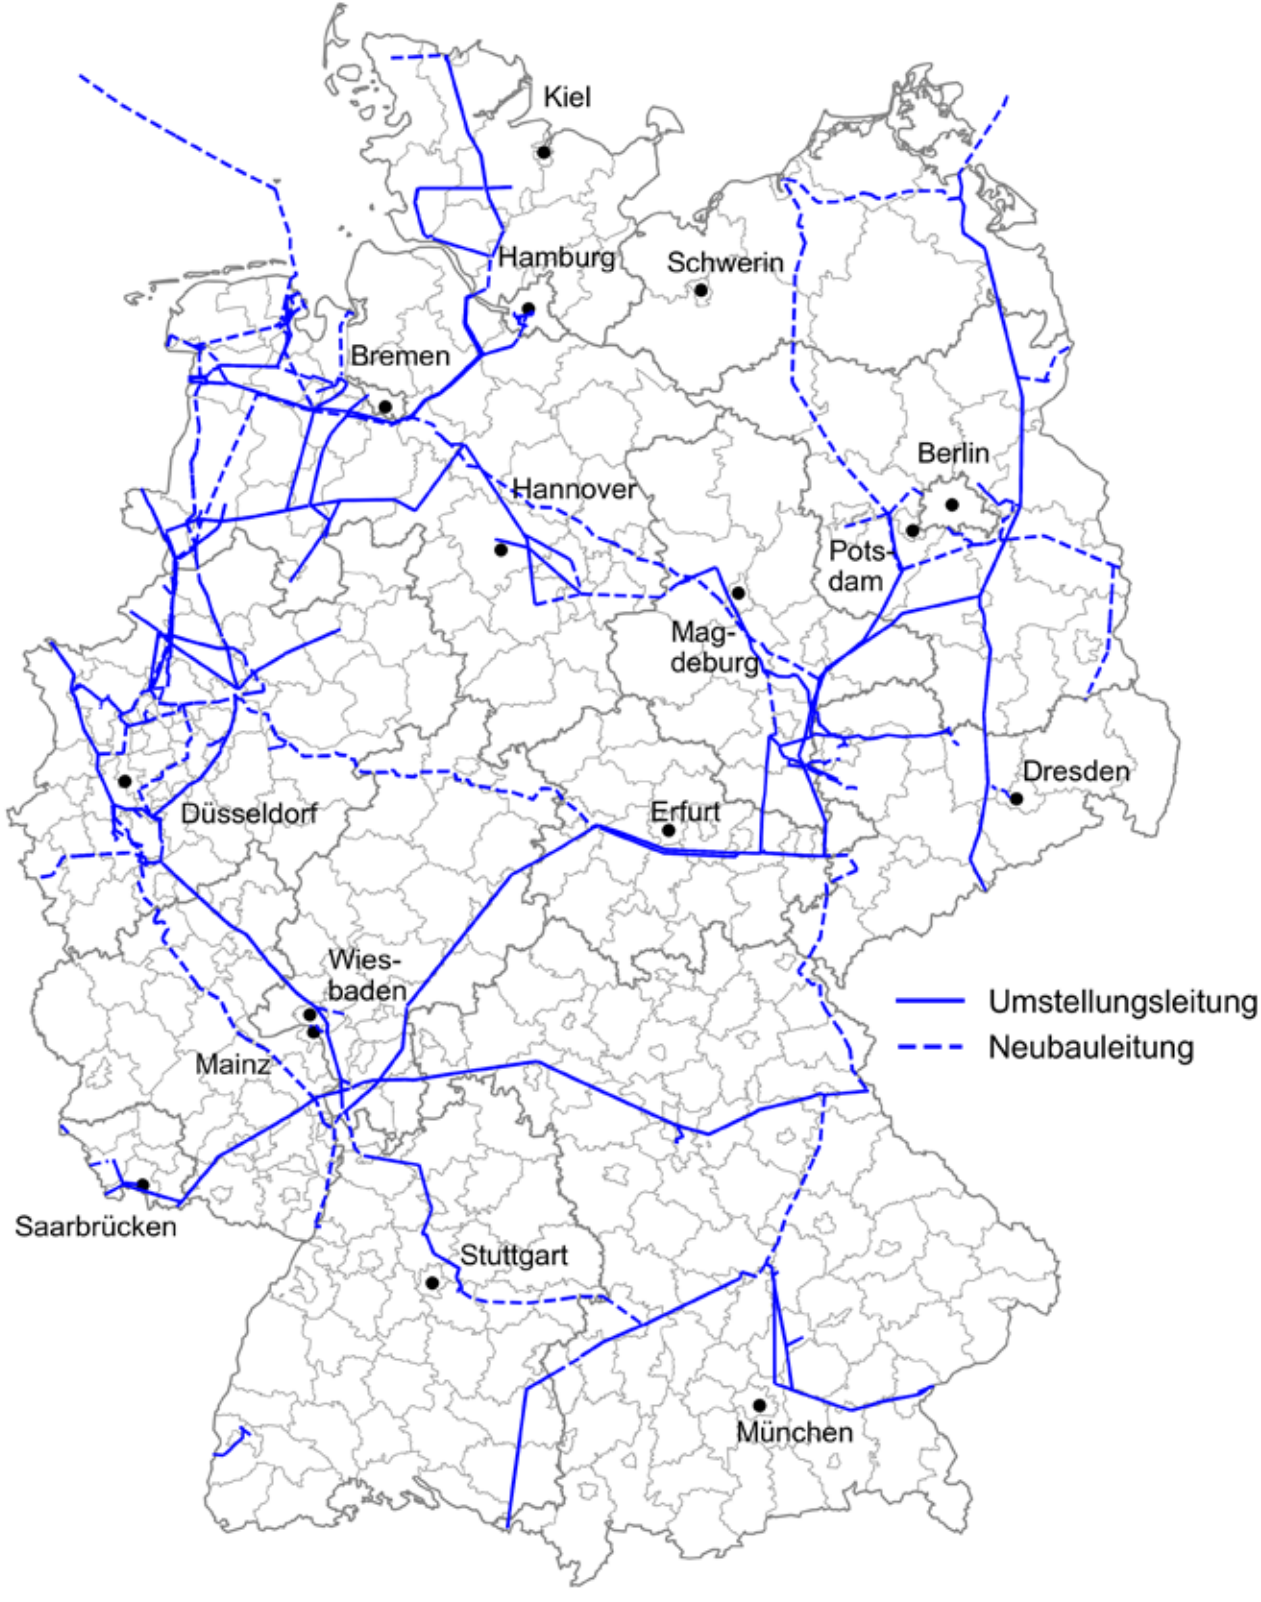 Kiel
Hamburg
Schwerin
Bremen
Berlin
Hannover
Pots-
dam
Mag-
deburg
Dresden
Düsseldorf
Erfurt
Wies-
baden
Umstellungsleitung
Neubauleitung
Mainz
Saarbrücken
Stuttgart
München